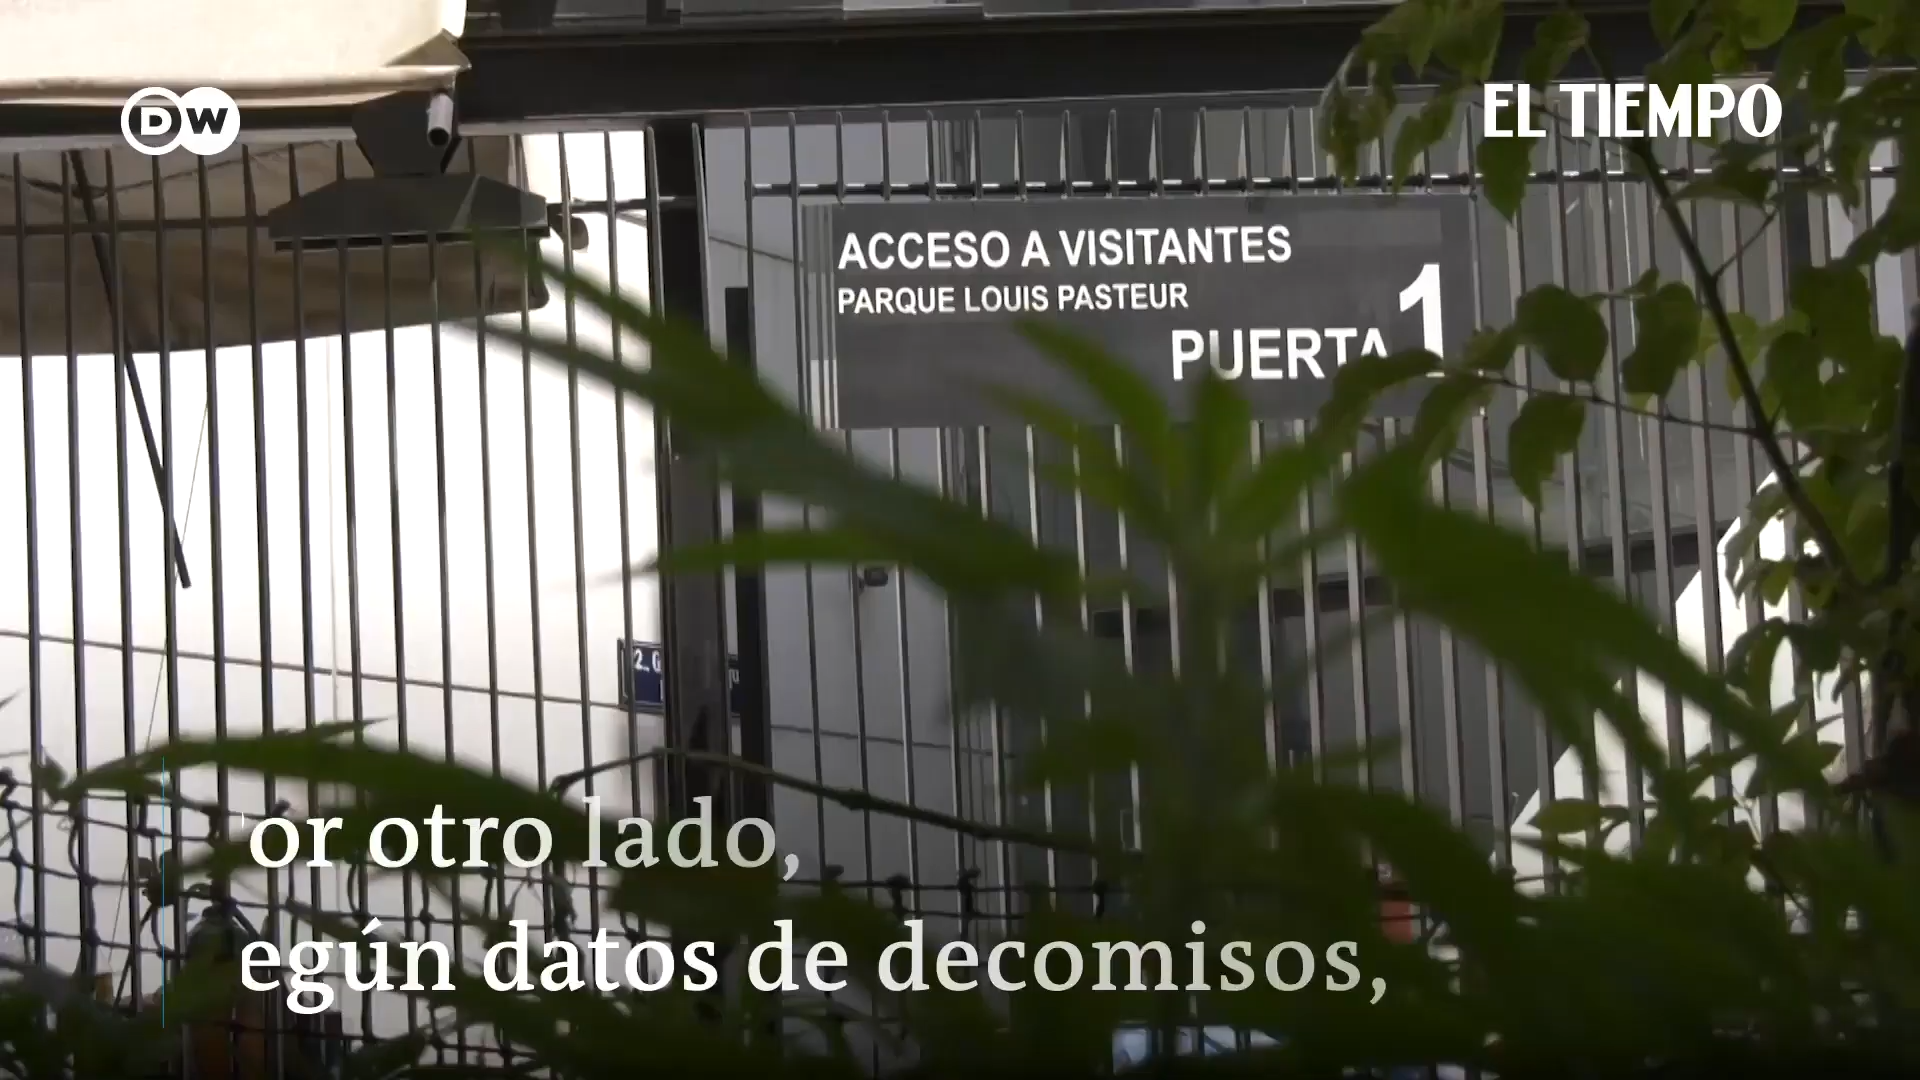 DW
EL TIEMPO
ACCESO A VISITANTES
PARQUE LOUIS PASTEUR
PUERTA 1
or otro lado,
egún datos de decomisos,